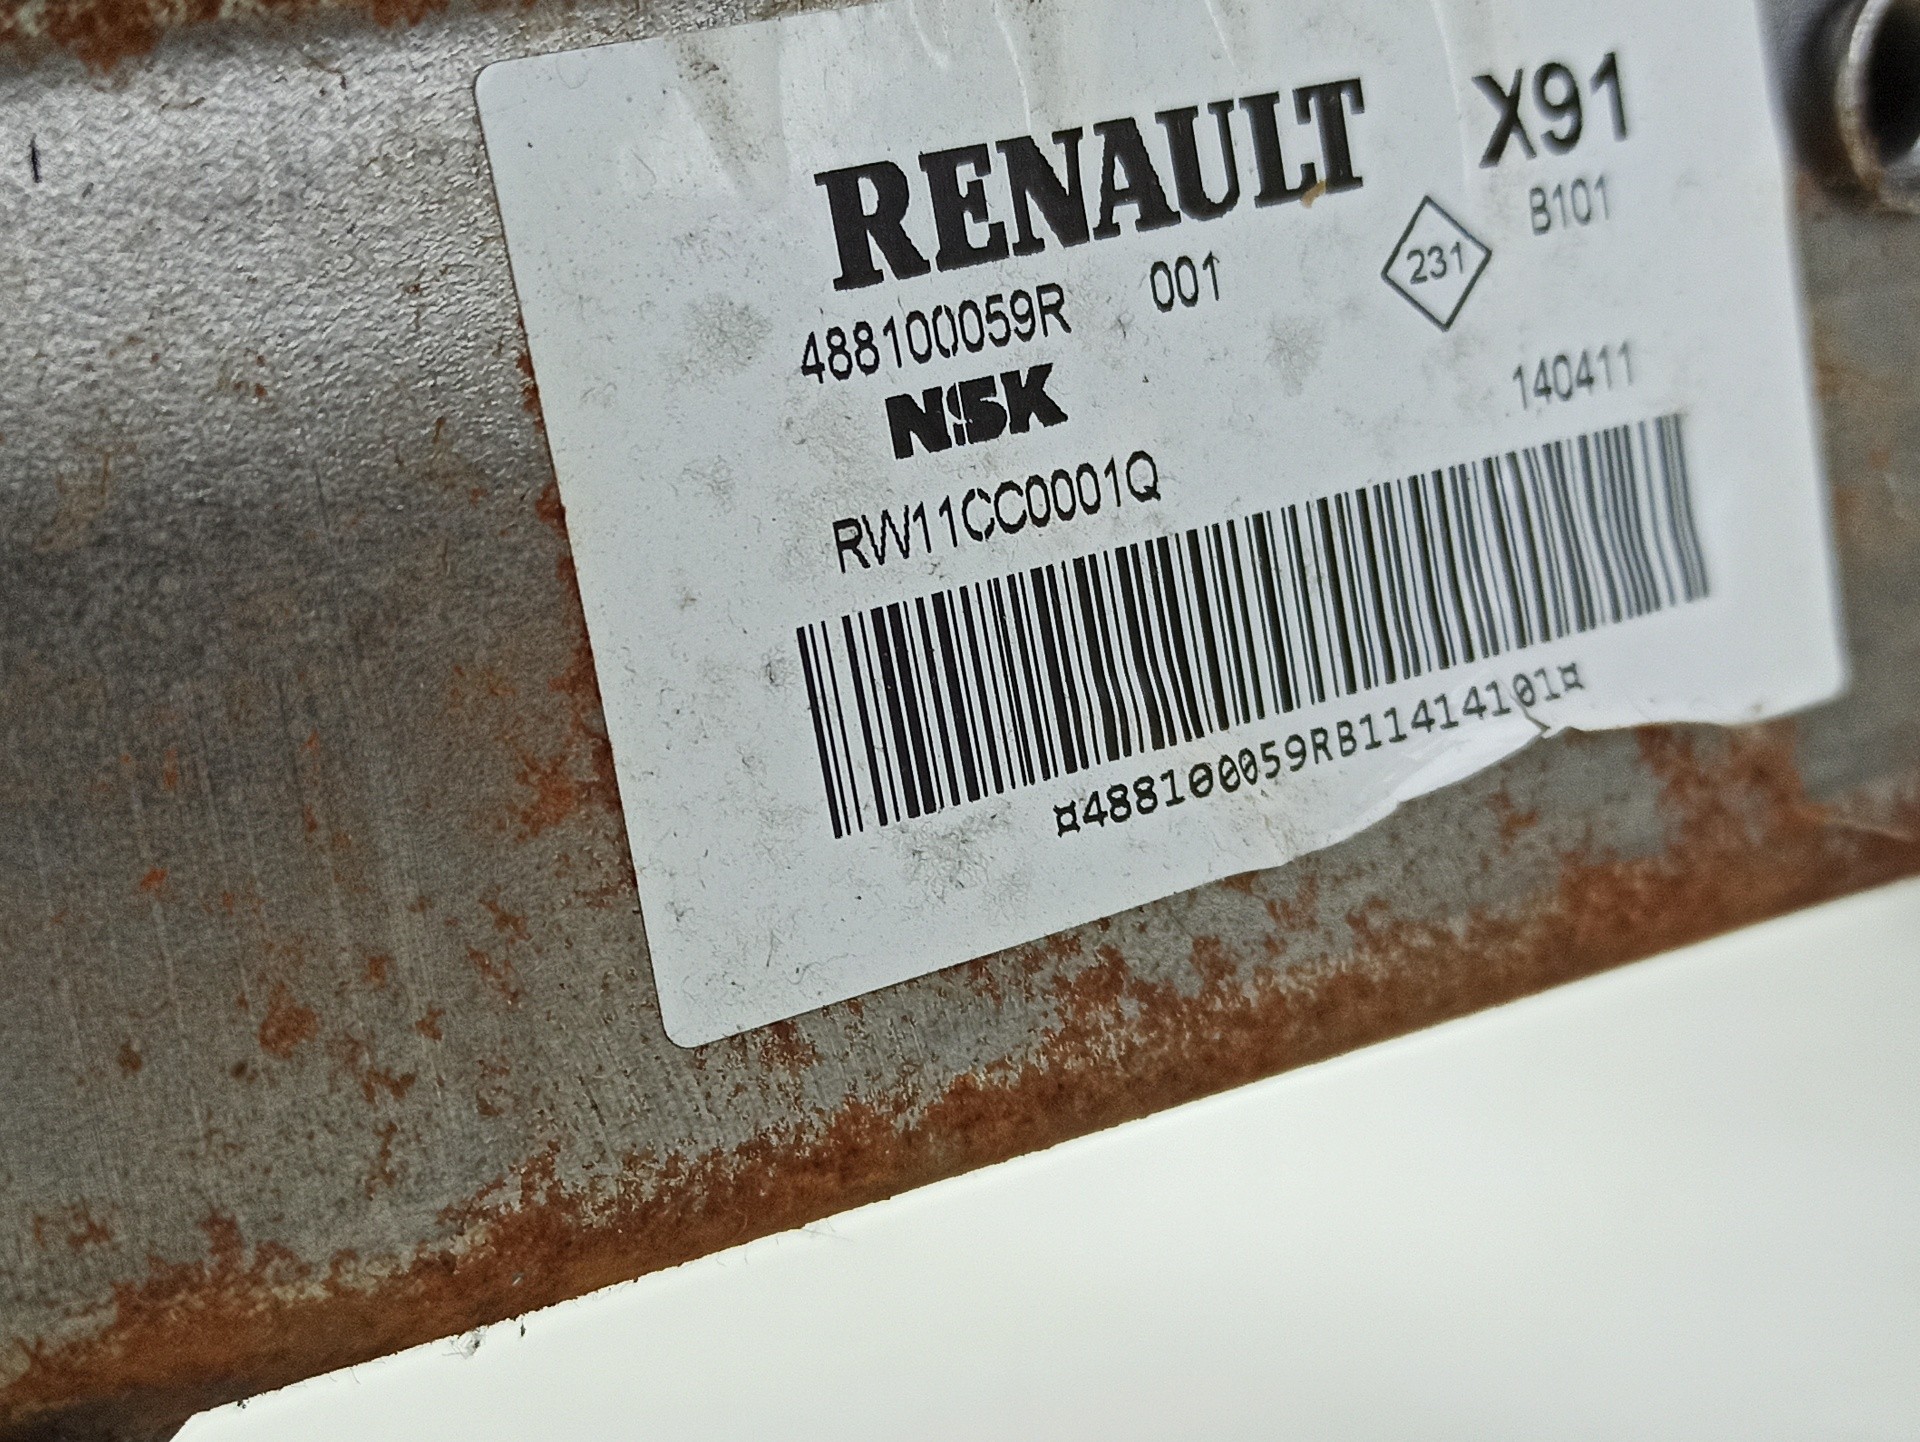 RENAULT X91
488100059R 001 231 B101
NSK 140411
RW11CC0001Q
¤488100059RB11414101¤